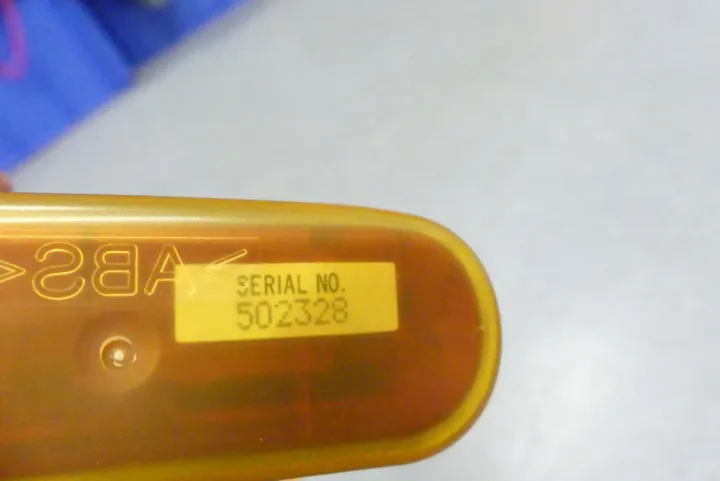 >ABS<
SERIAL NO.
502328